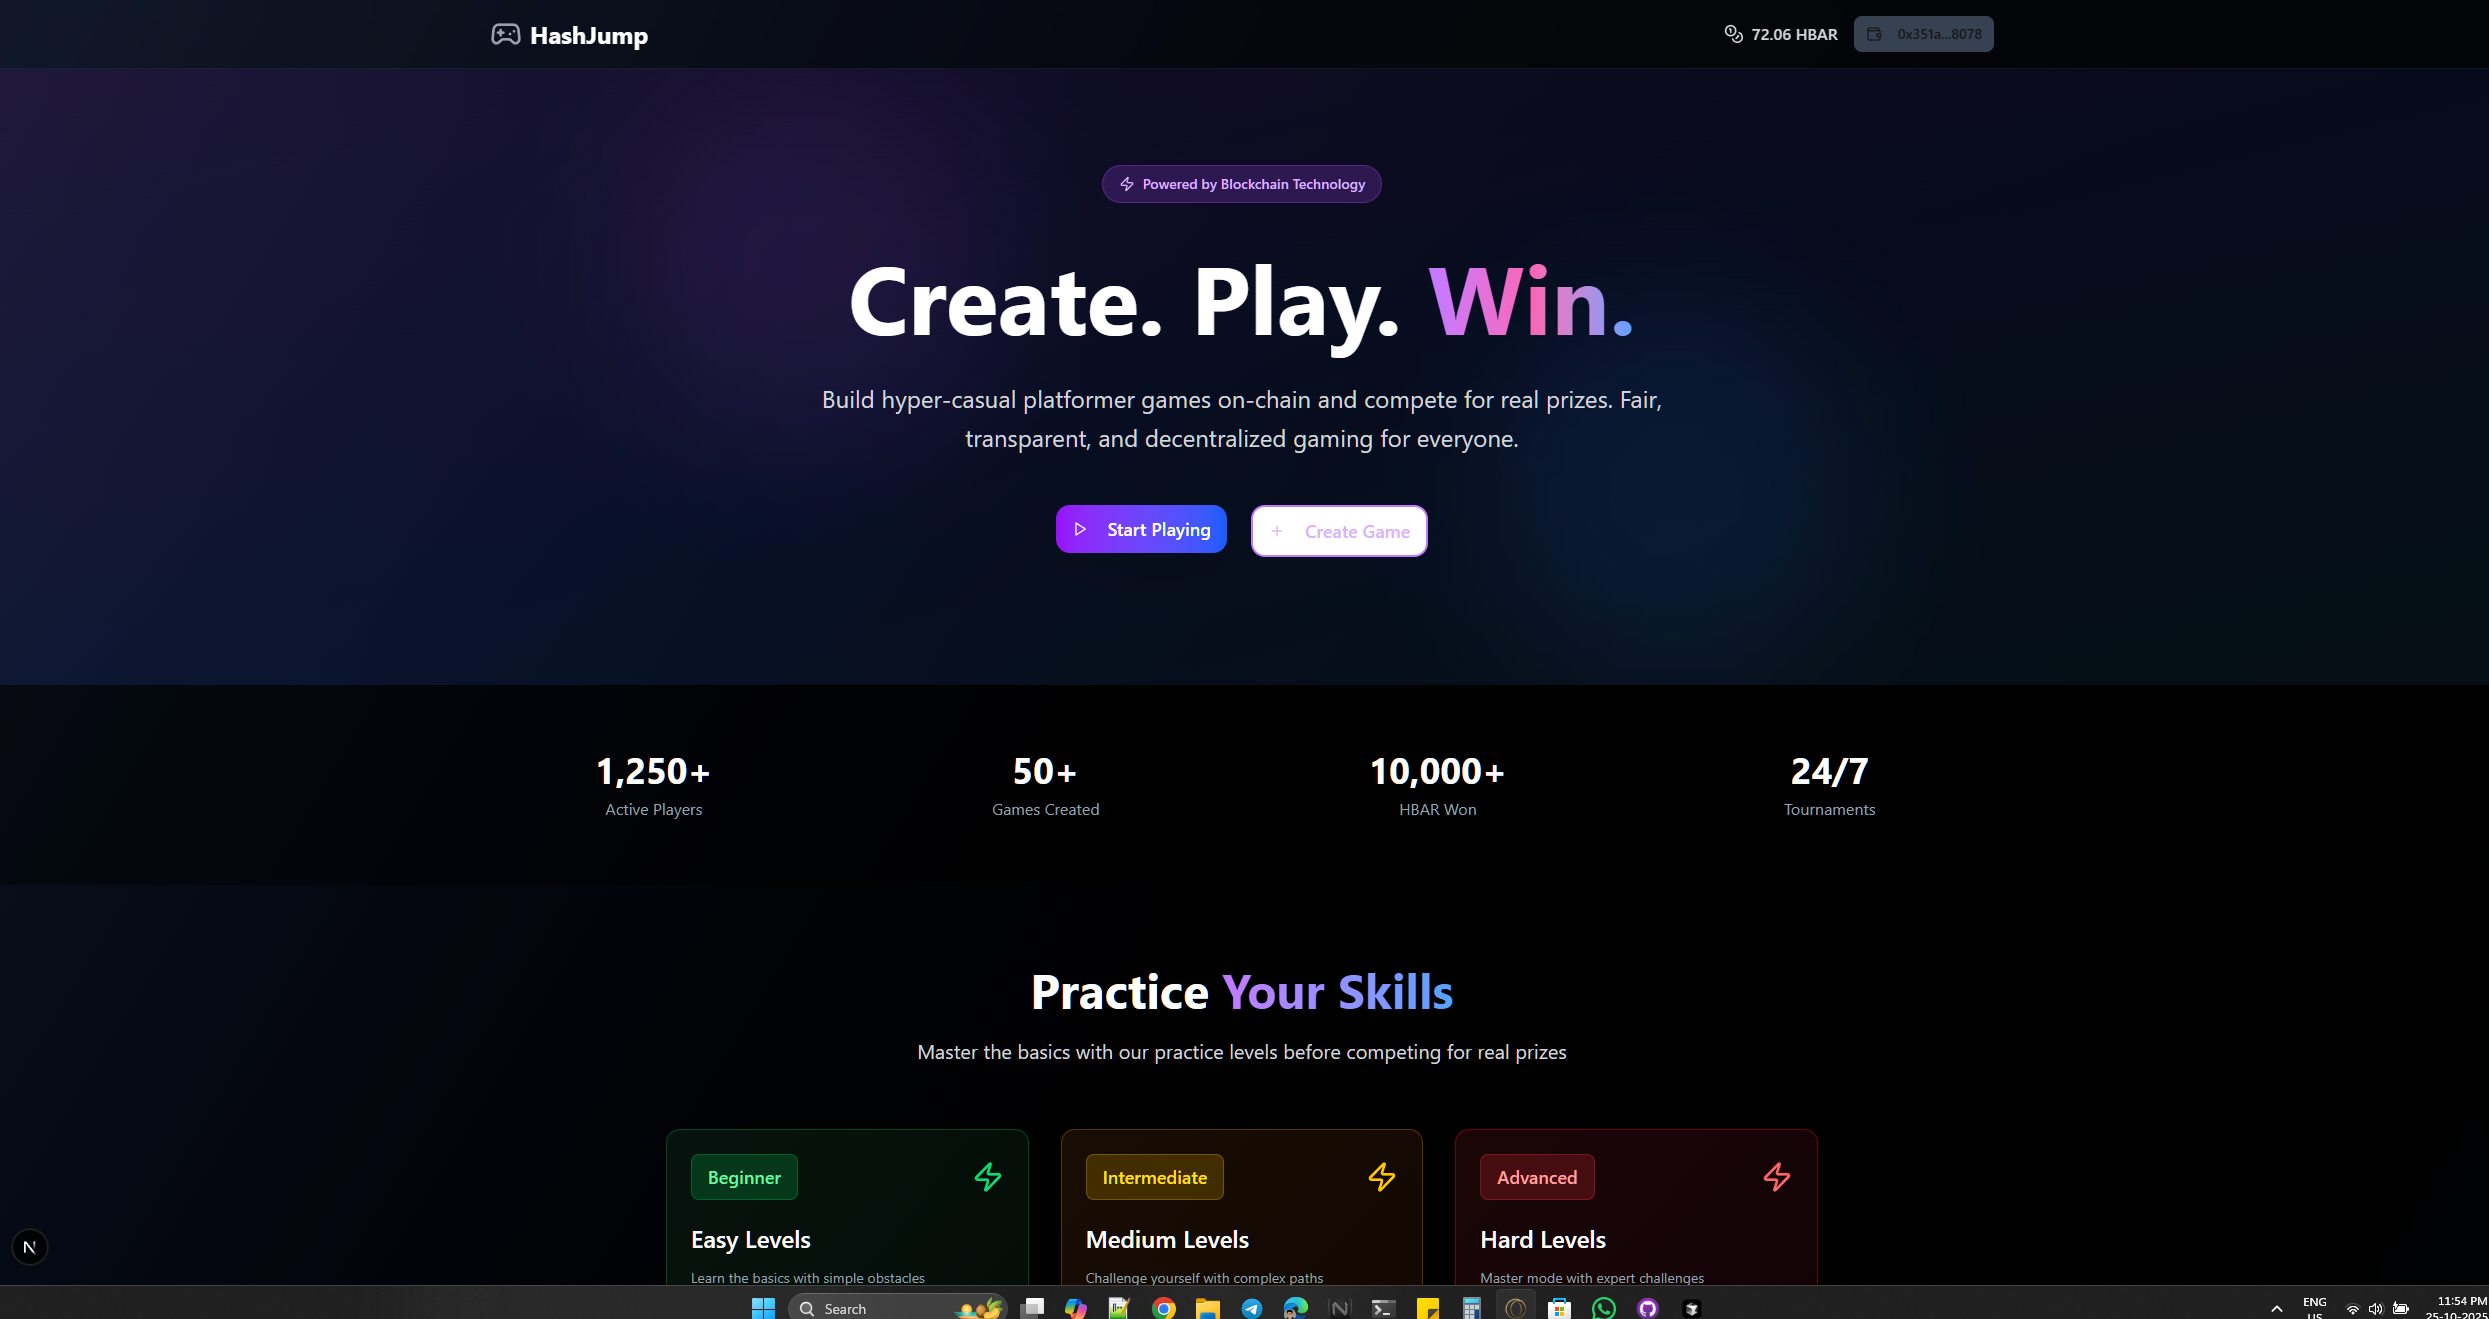 HashJump
72.06 HBAR
0x351a...8078
Powered by Blockchain Technology
Create. Play. Win.
Build hyper-casual platformer games on-chain and compete for real prizes. Fair,
transparent, and decentralized gaming for everyone.
Start Playing
Create Game
1,250+
Active Players
50+
Games Created
10,000+
HBAR Won
24/7
Tournaments
Practice Your Skills
Master the basics with our practice levels before competing for real prizes
Beginner
Easy Levels
Learn the basics with simple obstacles
Intermediate
Medium Levels
Challenge yourself with complex paths
Advanced
Hard Levels
Master mode with expert challenges
N
Search
ENG
US
11:54 PM
25-10-2025